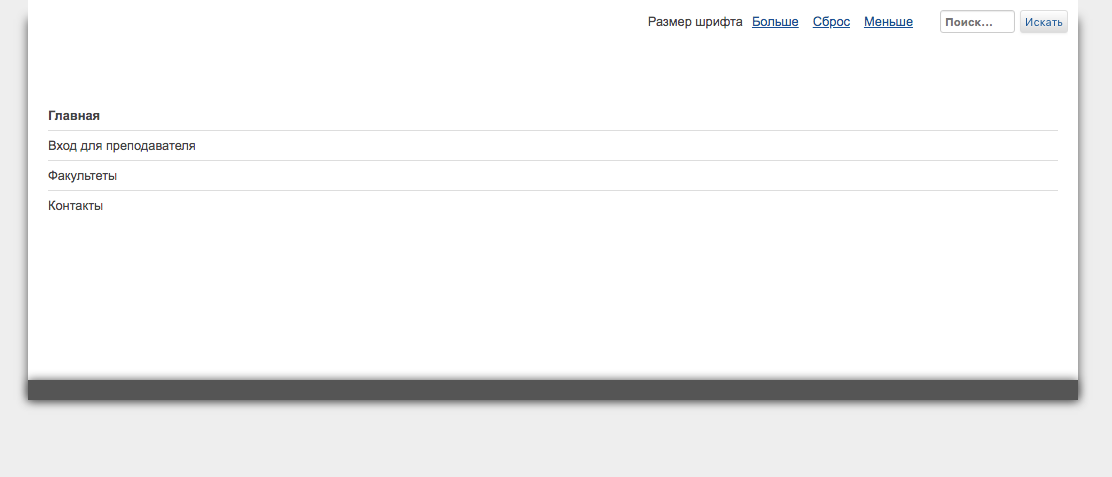 Размер шрифта Больше Сброс Меньше Поиск... Искать
Главная
Вход для преподавателя
Факультеты
Контакты